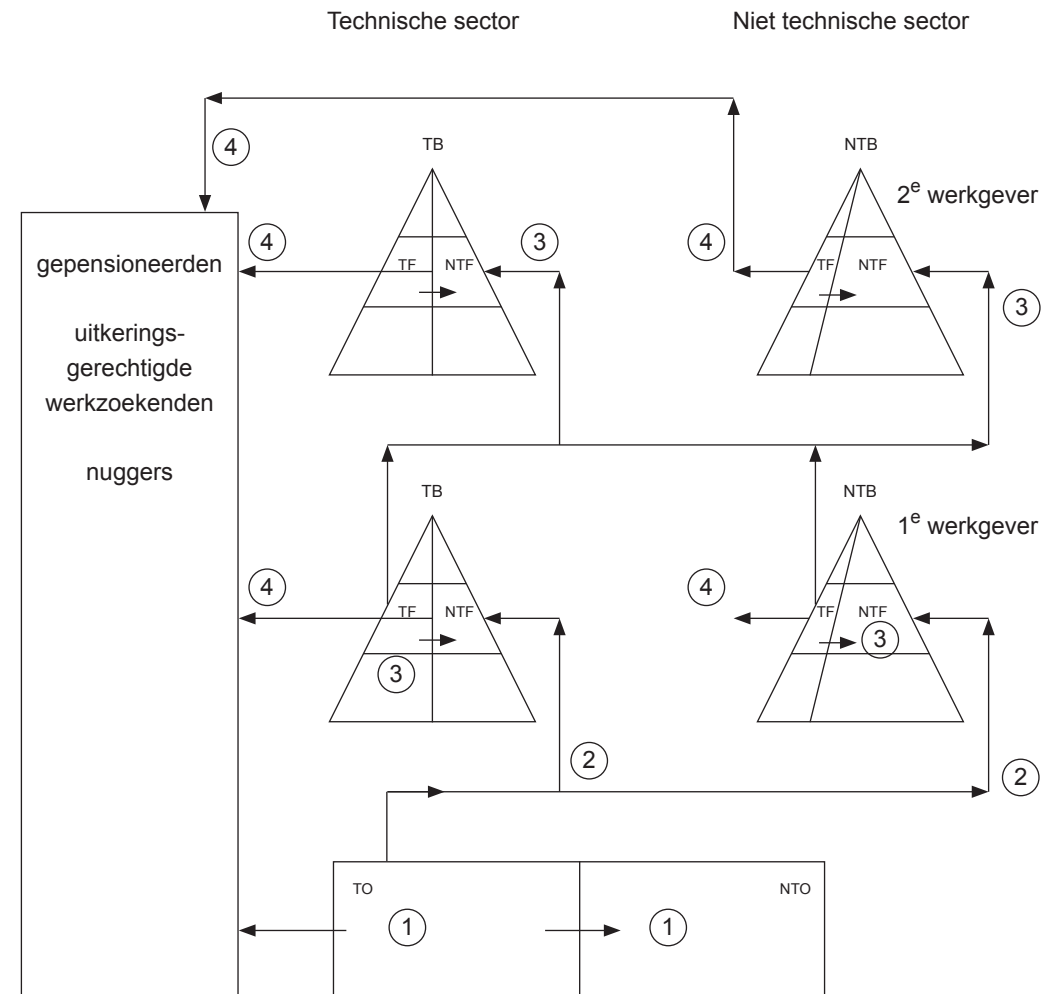 Technische sector
Niet technische sector
4
TB
NTB
2e werkgever
4
TF
NTF
3
4
TF
NTF
3
gepensioneerden
uitkerings-
gerechtigde
werkzoekenden
nuggers
TB
NTB
1e werkgever
4
TF
NTF
4
TF
NTF
3
3
2
2
TO
NTO
1
1